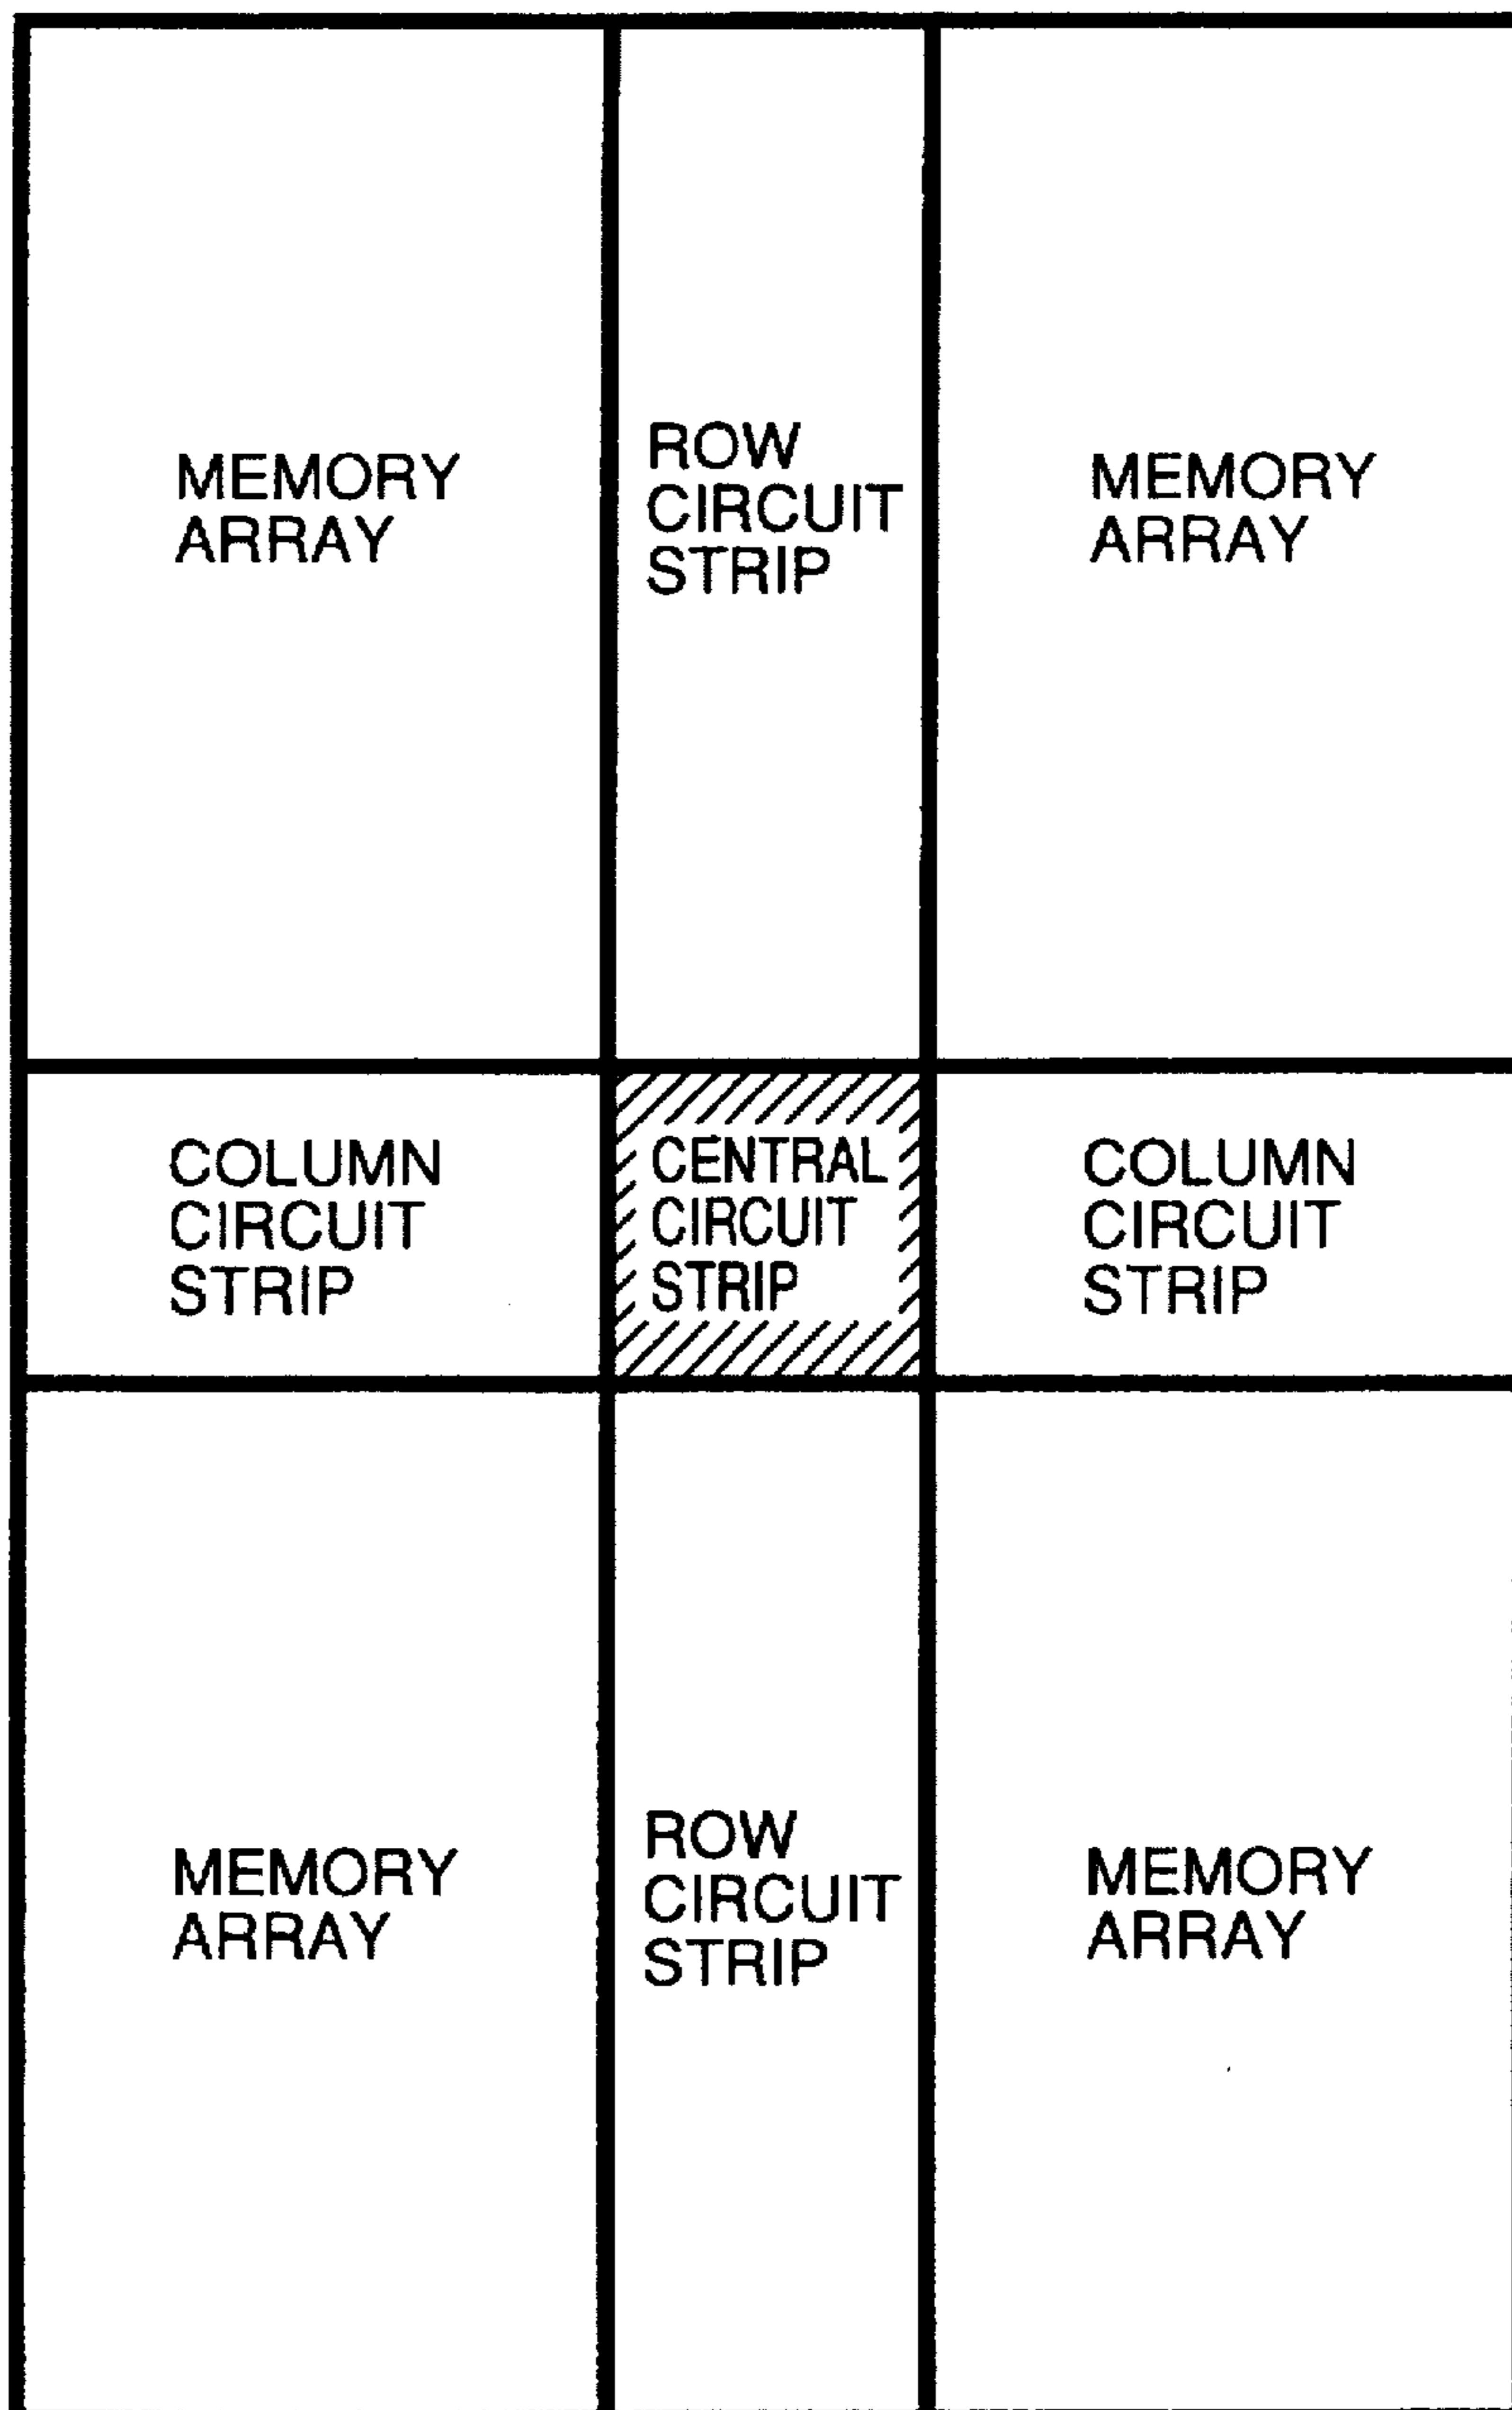 MEMORY
ARRAY
ROW
CIRCUIT
STRIP
MEMORY
ARRAY
COLUMN
CIRCUIT
STRIP
CENTRAL
CIRCUIT
STRIP
COLUMN
CIRCUIT
STRIP
MEMORY
ARRAY
ROW
CIRCUIT
STRIP
MEMORY
ARRAY